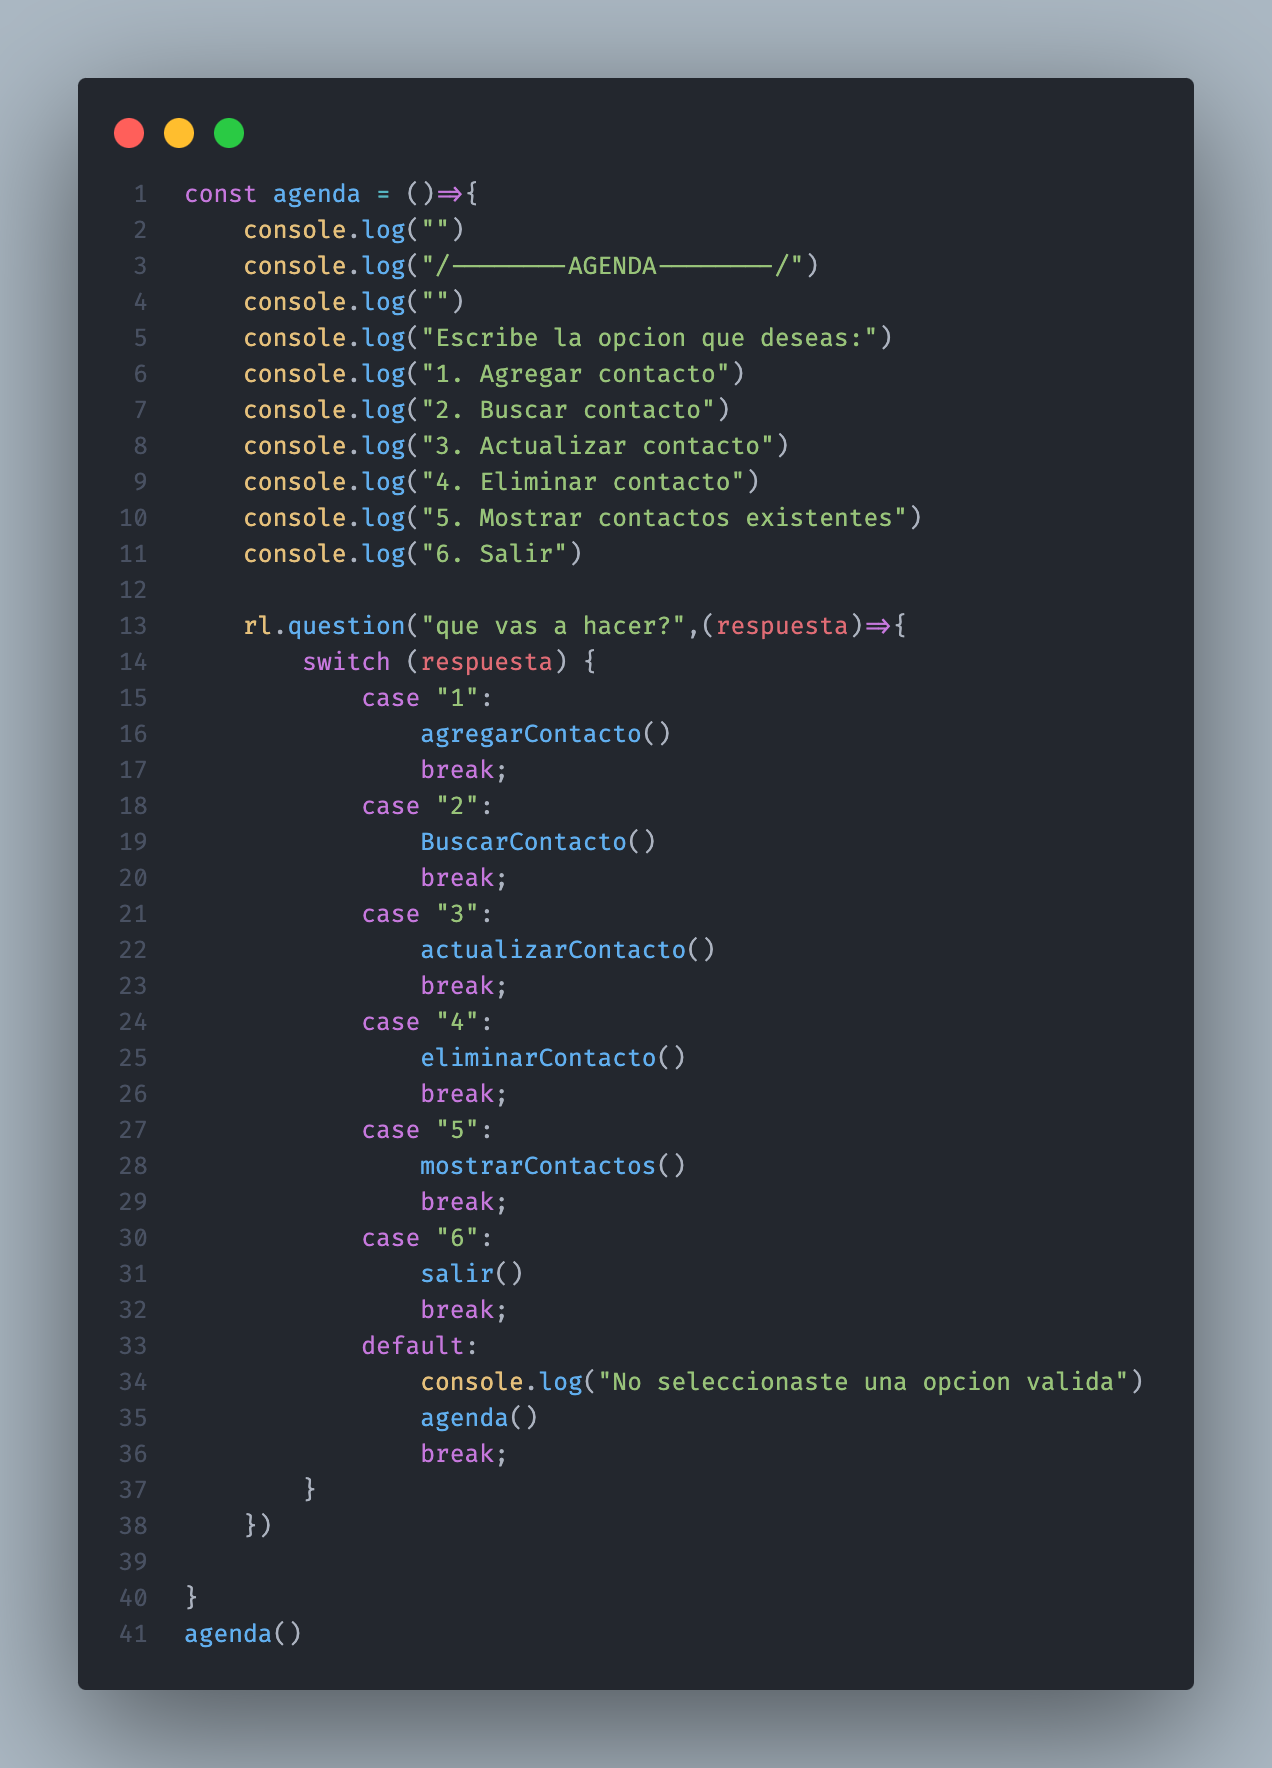 1 const agenda = ()=>{
2     console.log("")
3     console.log("/--------AGENDA--------/")
4     console.log("")
5     console.log("Escribe la opcion que deseas:")
6     console.log("1. Agregar contacto")
7     console.log("2. Buscar contacto")
8     console.log("3. Actualizar contacto")
9     console.log("4. Eliminar contacto")
10     console.log("5. Mostrar contactos existentes")
11     console.log("6. Salir")
12
13     rl.question("que vas a hacer?",(respuesta)=>{
14         switch (respuesta) {
15             case "1":
16                 agregarContacto()
17                 break;
18             case "2":
19                 BuscarContacto()
20                 break;
21             case "3":
22                 actualizarContacto()
23                 break;
24             case "4":
25                 eliminarContacto()
26                 break;
27             case "5":
28                 mostrarContactos()
29                 break;
30             case "6":
31                 salir()
32                 break;
33             default:
34                 console.log("No seleccionaste una opcion valida")
35                 agenda()
36                 break;
37         }
38     })
39
40 }
41 agenda()